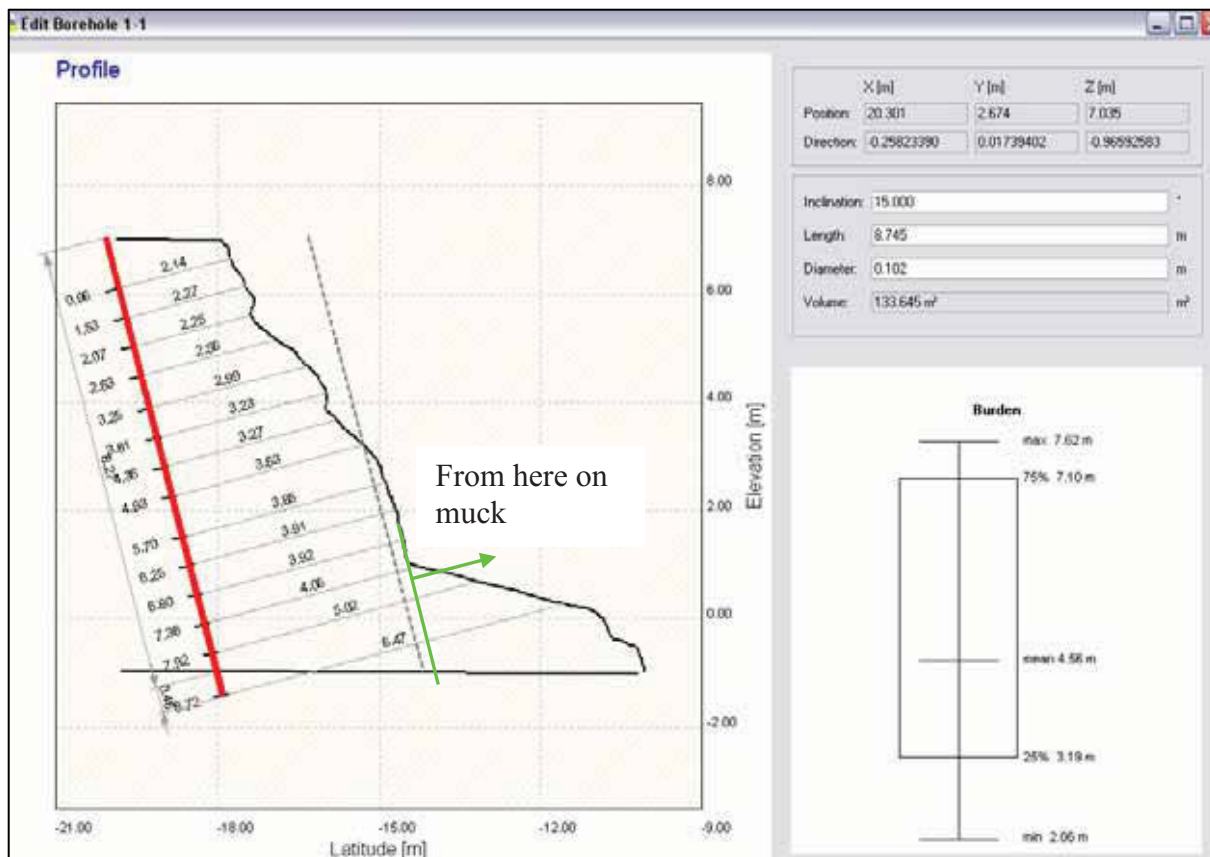 Edit Borehole 1-1
Profile
X [m] Y [m] Z [m]
Position: 20.301 2.674 7.035
Direction: -0.25823390 0.01739402 -0.96592583
Inclination: 15.000 °
Length: 8.745 m
Diameter: 0.102 m
Volume: 133.645 m³ m³
8.00
6.00
4.00
2.00
0.00
-2.00
Elevation [m]
2.14
2.27
2.25
2.99
3.23
3.27
3.63
3.85
3.91
3.92
4.06
5.02
6.47
1.53
2.07
2.63
3.25
4.93
5.70
6.25
6.80
7.36
7.92
8.72
From here on
muck
-21.00 -18.00 -15.00 -12.00 -9.00
Latitude [m]
Burden
max 7.62 m
75% 7.10 m
mean 4.56 m
25% 3.19 m
min 2.06 m